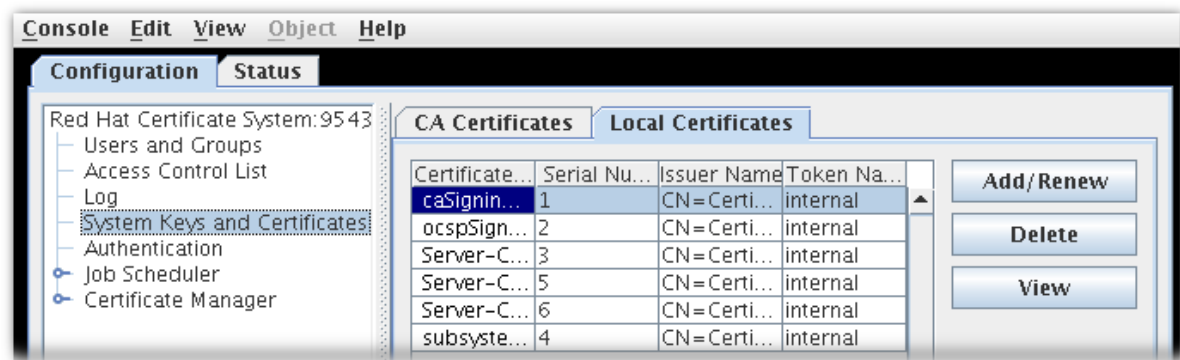 Console Edit View Object Help
Configuration Status
Red Hat Certificate System:9543
Users and Groups
Access Control List
Log
System Keys and Certificates
Authentication
Job Scheduler
Certificate Manager
CA Certificates Local Certificates
Certificate... Serial Nu... Issuer Name Token Na...
caSignin... 1 CN=Certi... internal
ocspSign... 2 CN=Certi... internal
Server-C... 3 CN=Certi... internal
Server-C... 5 CN=Certi... internal
Server-C... 6 CN=Certi... internal
subsyste... 4 CN=Certi... internal
Add/Renew
Delete
View